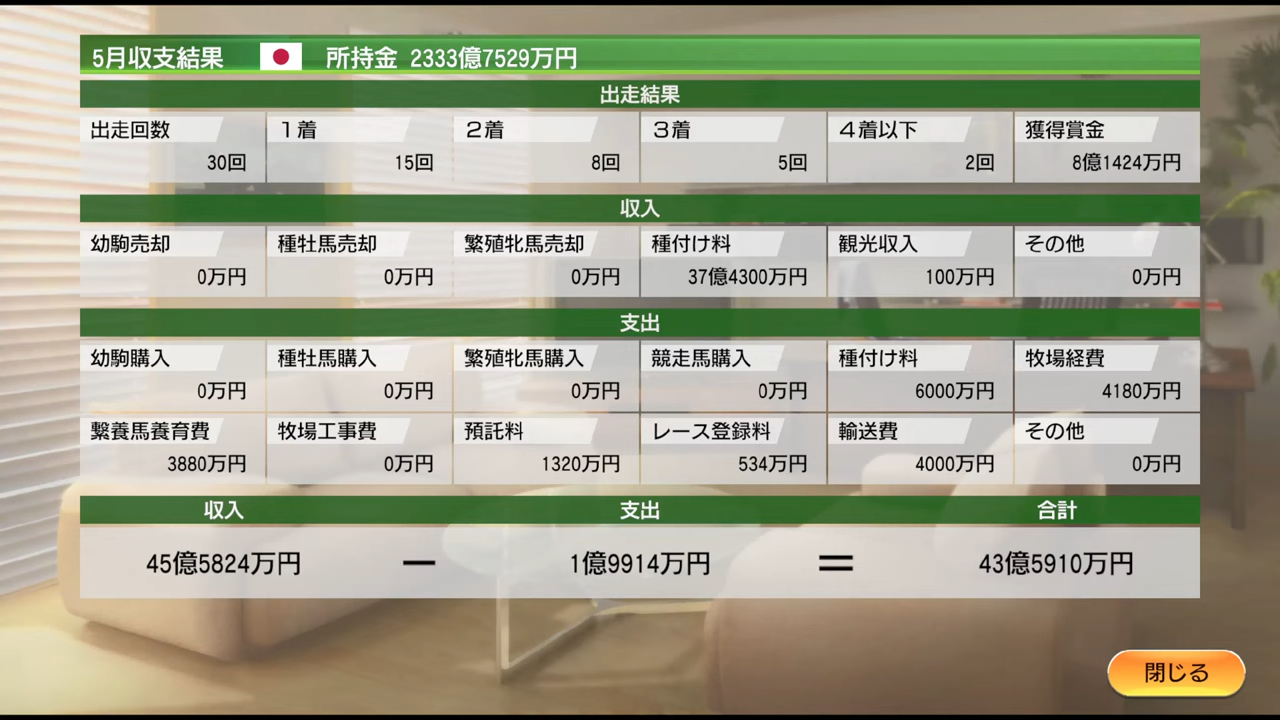 5月収支結果 所持金 2333億7529万円
出走結果
出走回数 1着 2着 3着 4着以下 獲得賞金
30回 15回 8回 5回 2回 8億1424万円
収入
幼駒売却 種牡馬売却 繁殖牝馬売却 種付け料 観光収入 その他
0万円 0万円 0万円 37億4300万円 100万円 0万円
支出
幼駒購入 種牡馬購入 繁殖牝馬購入 競走馬購入 種付け料 牧場経費
0万円 0万円 0万円 0万円 6000万円 4180万円
繋養馬養育費 牧場工事費 預託料 レース登録料 輸送費 その他
3880万円 0万円 1320万円 534万円 4000万円 0万円
収入 支出 合計
45億5824万円 ー 1億9914万円 = 43億5910万円
閉じる